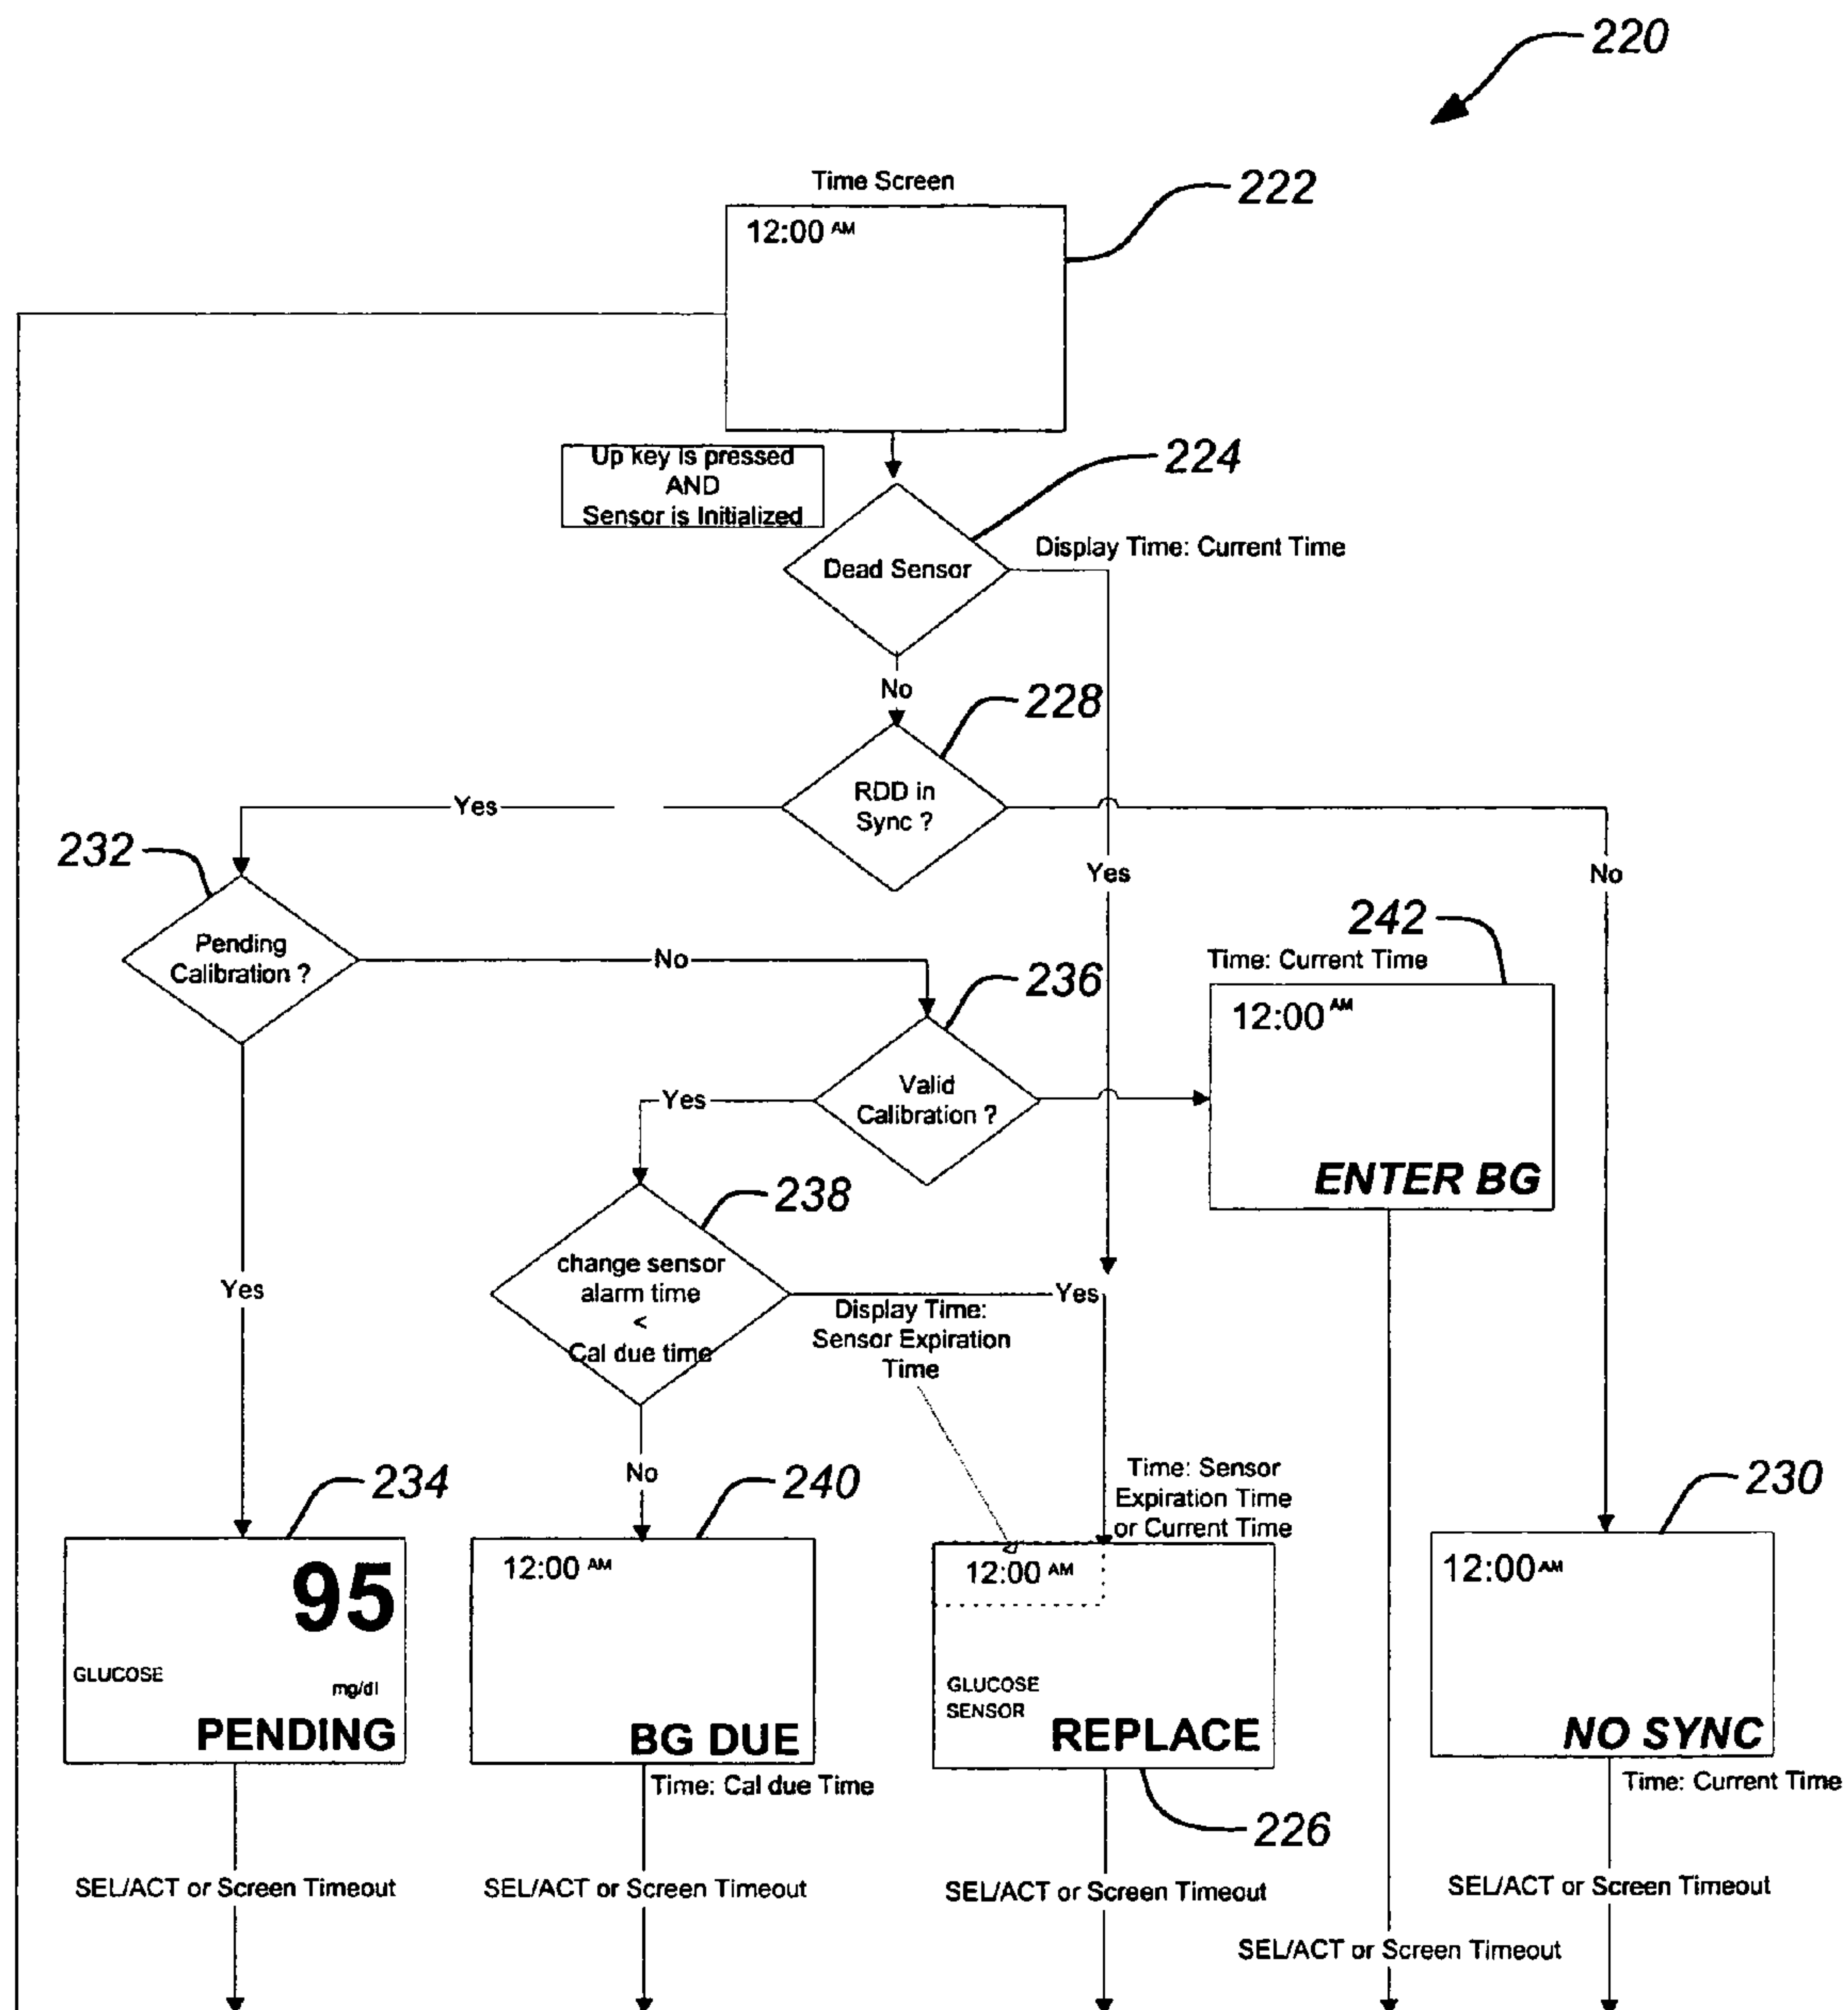 220
Time Screen
222
12:00 AM
Up key is pressed
AND
Sensor is Initialized
224
Dead Sensor
Display Time: Current Time
No
228
RDD in
Sync ?
Yes
232
Yes
No
Pending
Calibration ?
No
236
242
Time: Current Time
12:00 AM
ENTER BG
Valid
Calibration ?
Yes
238
change sensor
alarm time
<
Cal due time
Yes
Yes
Display Time:
Sensor Expiration
Time
No
Time: Sensor
Expiration Time
or Current Time
234
95
GLUCOSE
mg/dl
PENDING
240
12:00 AM
BG DUE
Time: Cal due Time
12:00 AM
GLUCOSE
SENSOR
REPLACE
226
230
12:00 AM
NO SYNC
Time: Current Time
SEL/ACT or Screen Timeout
SEL/ACT or Screen Timeout
SEL/ACT or Screen Timeout
SEL/ACT or Screen Timeout
SEL/ACT or Screen Timeout